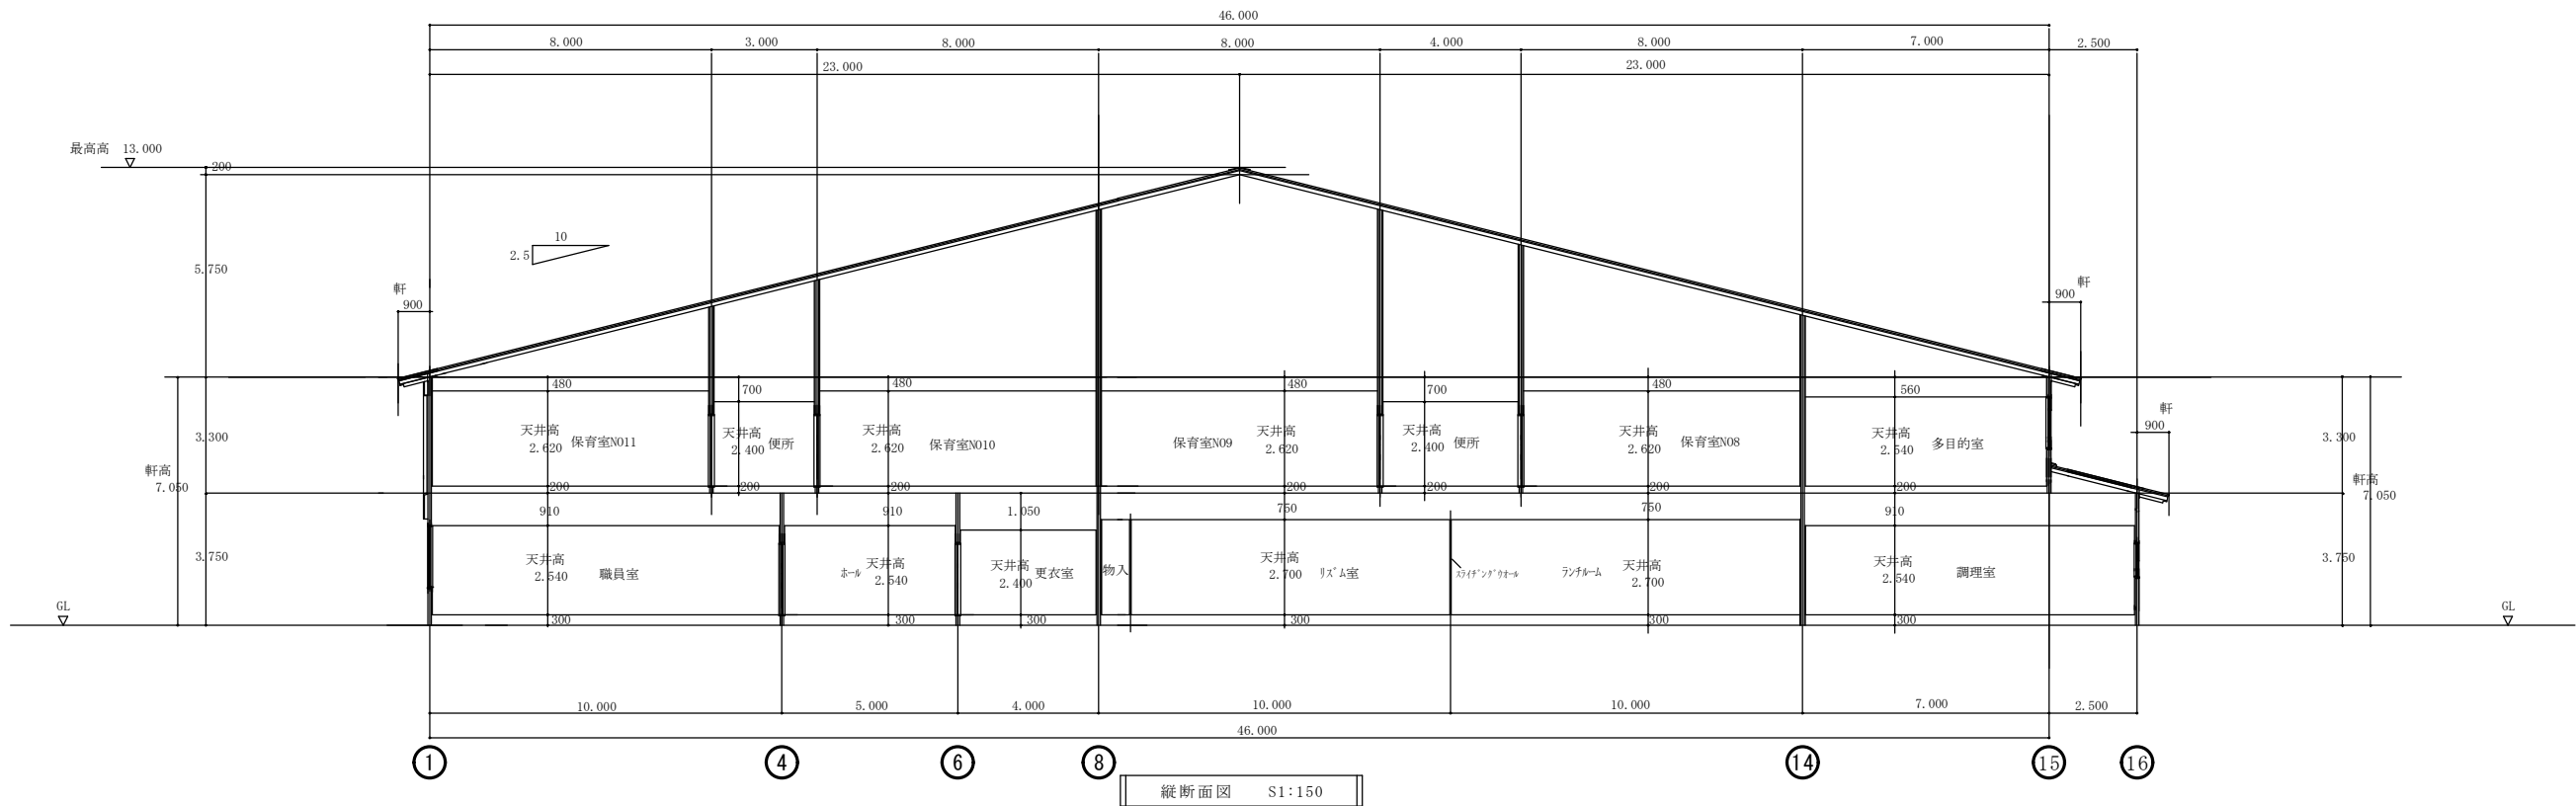 46.000
8.000 3.000 8.000 8.000 4.000 8.000 7.000 2.500
23.000 23.000
最高高 13.000
200
10
2.5
5.750
軒
900
軒
900
480 700 480 480 700 480 560
軒
900
天井高 2.620 保育室NO11
天井高 2.400 便所
天井高 2.620 保育室NO10
保育室NO9 天井高 2.620
天井高 2.400 便所
天井高 2.620 保育室NO8
天井高 2.540 多目的室
3.300
3.300
軒高
7.050
軒高
7.050
200 200 200 200 200 200 200
910 910 1.050 750 750 910
3.750
3.750
天井高 2.540 職員室
ホール 天井高 2.540
天井高 2.400 更衣室
物入
天井高 2.700 リズム室
スライデングウオール
ランチルーム 天井高 2.700
天井高 2.540 調理室
GL
GL
300 300 300 300 300 300
10.000 5.000 4.000 10.000 10.000 7.000 2.500
46.000
1 4 6 8 14 15 16
縦断面図 S1:150